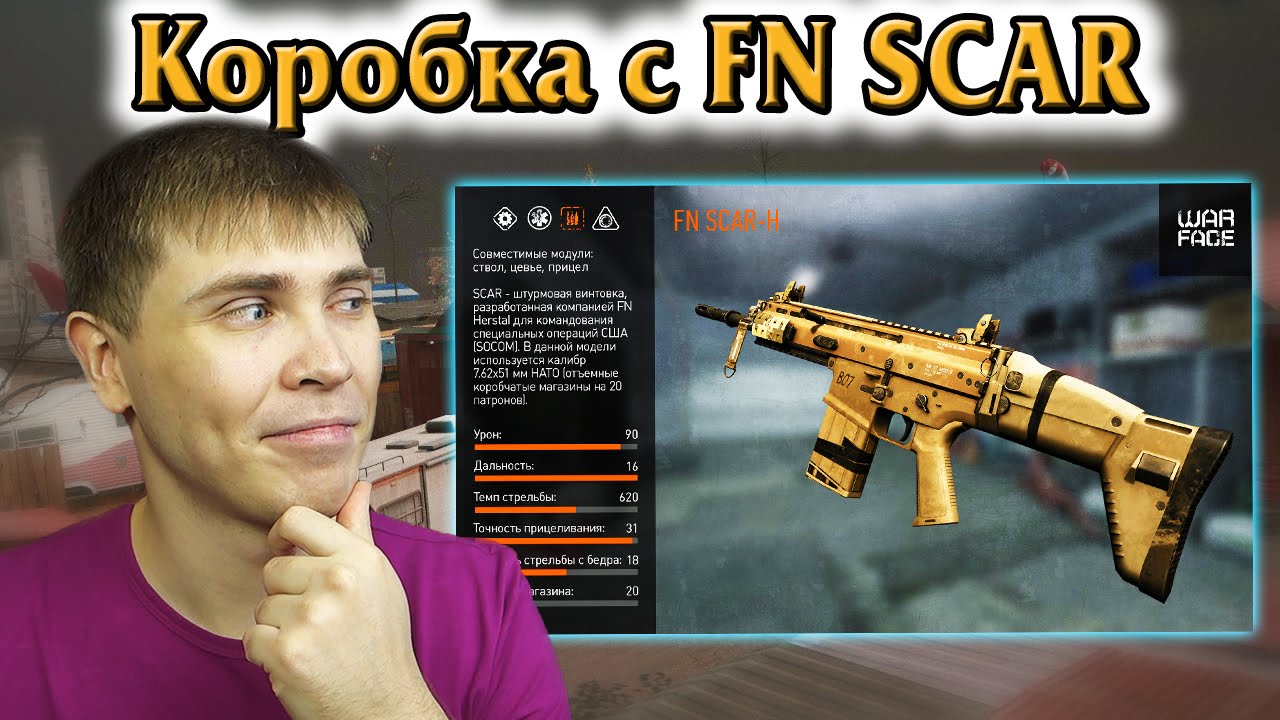 Коробка с FN SCAR
FN SCAR-H
WAR
FACE
Совместимые модули:
ствол, цевье, прицел
SCAR - штурмовая винтовка,
разработанная компанией FN
Herstal для командования
специальных операций США
(SOCOM). В данной модели
используется калибр
7.62x51 мм НАТО (отъемные
коробчатые магазины на 20
патронов).
Урон: 90
Дальность: 16
Темп стрельбы: 620
Точность прицеливания: 31
стрельбы с бедра: 18
20
B07